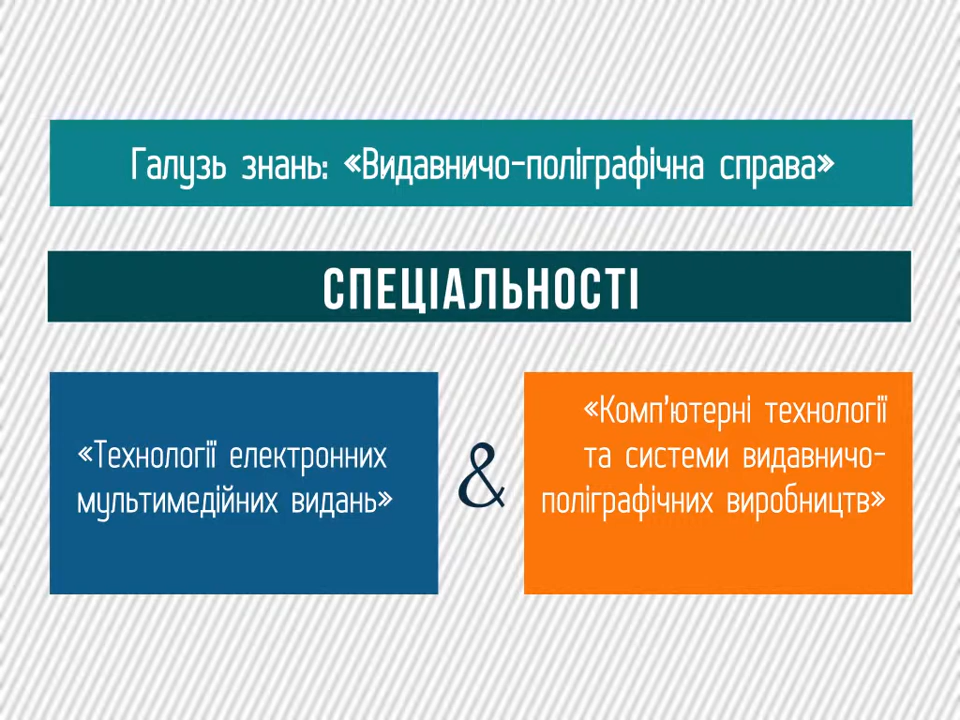 Галузь знань: «Видавничо-поліграфічна справа»
СПЕЦІАЛЬНОСТІ
«Технології електронних
мультимедійних видань»
&
«Комп'ютерні технології
та системи видавничо-
поліграфічних виробництв»